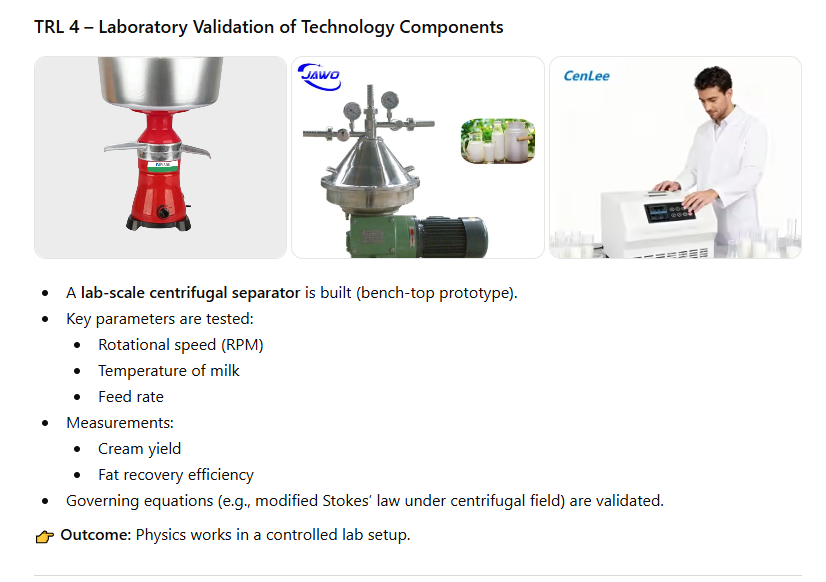 TRL 4 – Laboratory Validation of Technology Components
JAWO
CenLee
• A lab-scale centrifugal separator is built (bench-top prototype).
• Key parameters are tested:
• Rotational speed (RPM)
• Temperature of milk
• Feed rate
• Measurements:
• Cream yield
• Fat recovery efficiency
• Governing equations (e.g., modified Stokes’ law under centrifugal field) are validated.
👉 Outcome: Physics works in a controlled lab setup.